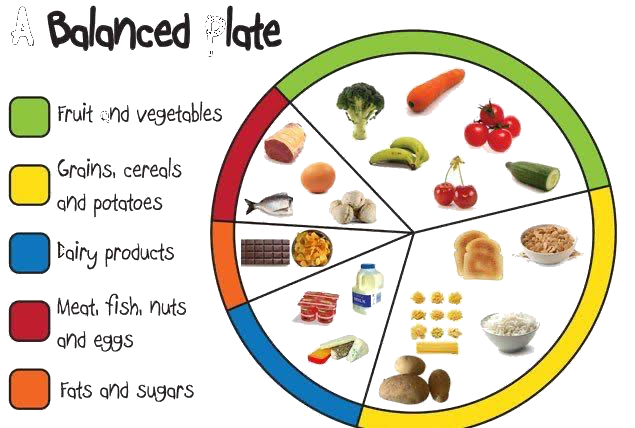 A Balanced Plate
Fruit and vegetables
Grains, cereals
and potatoes
Dairy products
Meat, fish, nuts
and eggs
Fats and sugars
MILK